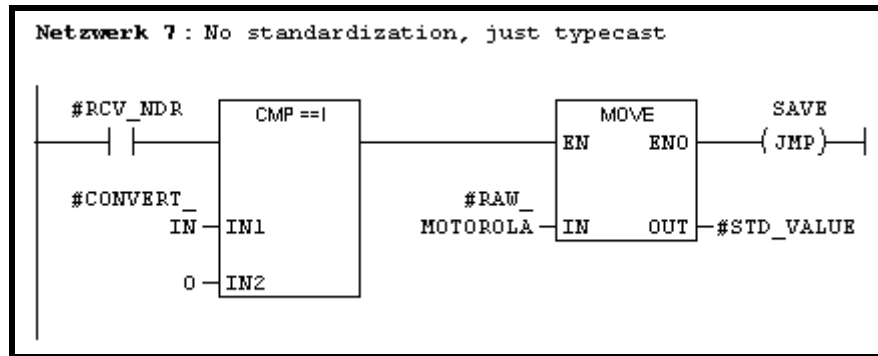 Netzwerk 7 : No standardization, just typecast
#RCV_NDR
CMP ==I
MOVE
SAVE
EN
ENO
JMP
#CONVERT_
IN
IN1
#RAW_
MOTOROLA
IN
OUT
#STD_VALUE
0
IN2